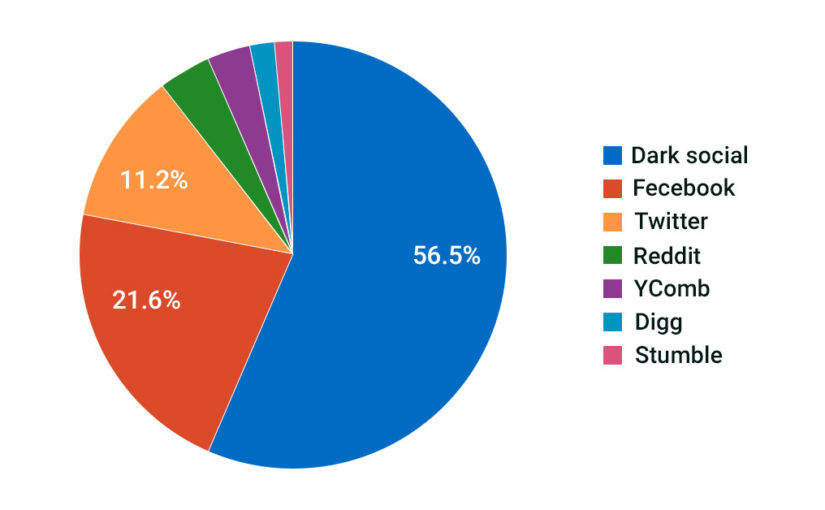 11.2%
56.5%
21.6%
Dark social
Fecebook
Twitter
Reddit
YComb
Digg
Stumble